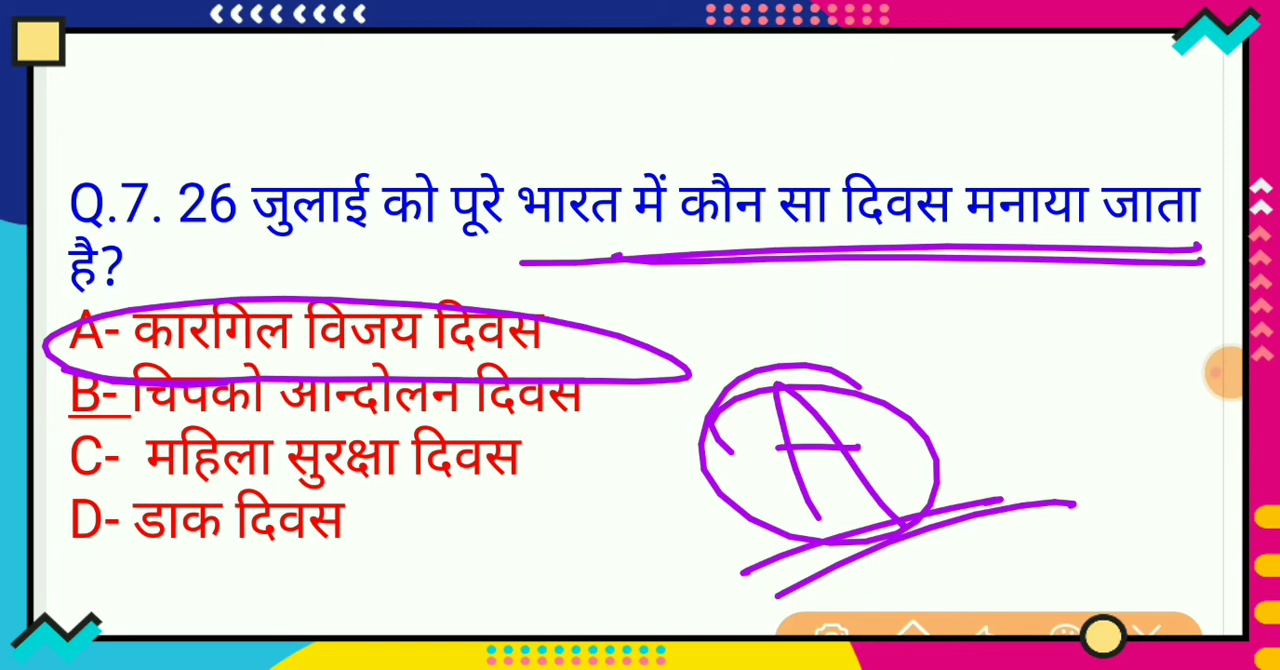 Q.7. 26 जुलाई को पूरे भारत में कौन सा दिवस मनाया जाता
है?
A- कारगिल विजय दिवस
B- चिपको आन्दोलन दिवस
C- महिला सुरक्षा दिवस
D- डाक दिवस
A